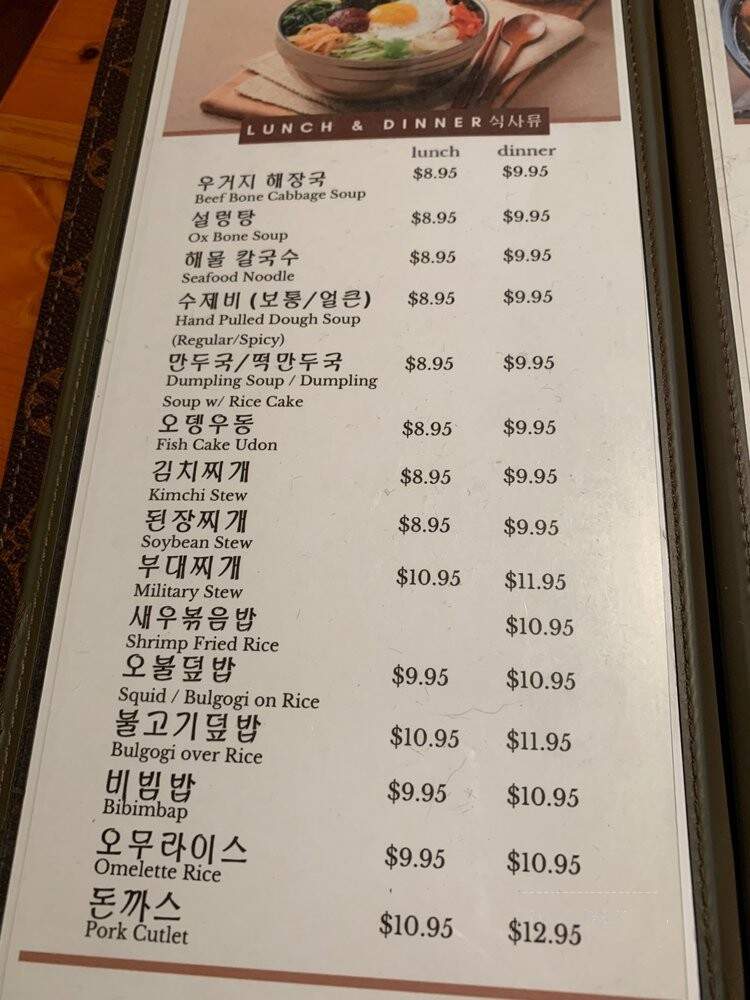 LUNCH & DINNER 식사류
lunch dinner
우거지 해장국 $8.95 $9.95
Beef Bone Cabbage Soup
설렁탕 $8.95 $9.95
Ox Bone Soup
해물 칼국수 $8.95 $9.95
Seafood Noodle
수제비 (보통/얼큰) $8.95 $9.95
Hand Pulled Dough Soup
(Regular/Spicy)
만두국/떡만두국 $8.95 $9.95
Dumpling Soup / Dumpling
Soup w/ Rice Cake
오뎅우동 $8.95 $9.95
Fish Cake Udon
김치찌개 $8.95 $9.95
Kimchi Stew
된장찌개 $8.95 $9.95
Soybean Stew
부대찌개 $10.95 $11.95
Military Stew
새우볶음밥 $10.95
Shrimp Fried Rice
오불덮밥 $9.95 $10.95
Squid / Bulgogi on Rice
불고기덮밥 $10.95 $11.95
Bulgogi over Rice
비빔밥 $9.95 $10.95
Bibimbap
오무라이스 $9.95 $10.95
Omelette Rice
돈까스 $10.95 $12.95
Pork Cutlet